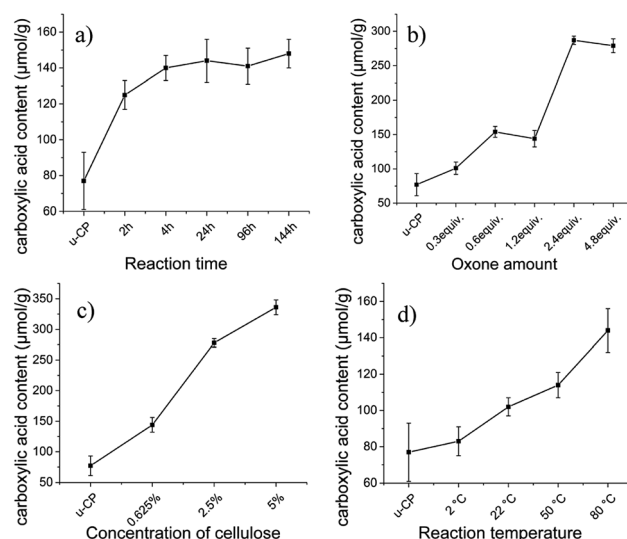 a)
carboxylic acid content (μmol/g)
160
140
120
100
80
60
u-CP
2h
4h
24h
96h
144h
Reaction time
b)
carboxylic acid content (μmol/g)
300
250
200
150
100
50
u-CP
0.3equiv.
0.6equiv.
1.2equiv.
2.4equiv.
4.8equiv.
Oxone amount
c)
carboxylic acid content (μmol/g)
350
300
250
200
150
100
50
u-CP
0.625%
2.5%
5%
Concentration of cellulose
d)
carboxylic acid content (μmol/g)
160
140
120
100
80
60
u-CP
2 °C
22 °C
50 °C
80 °C
Reaction temperature